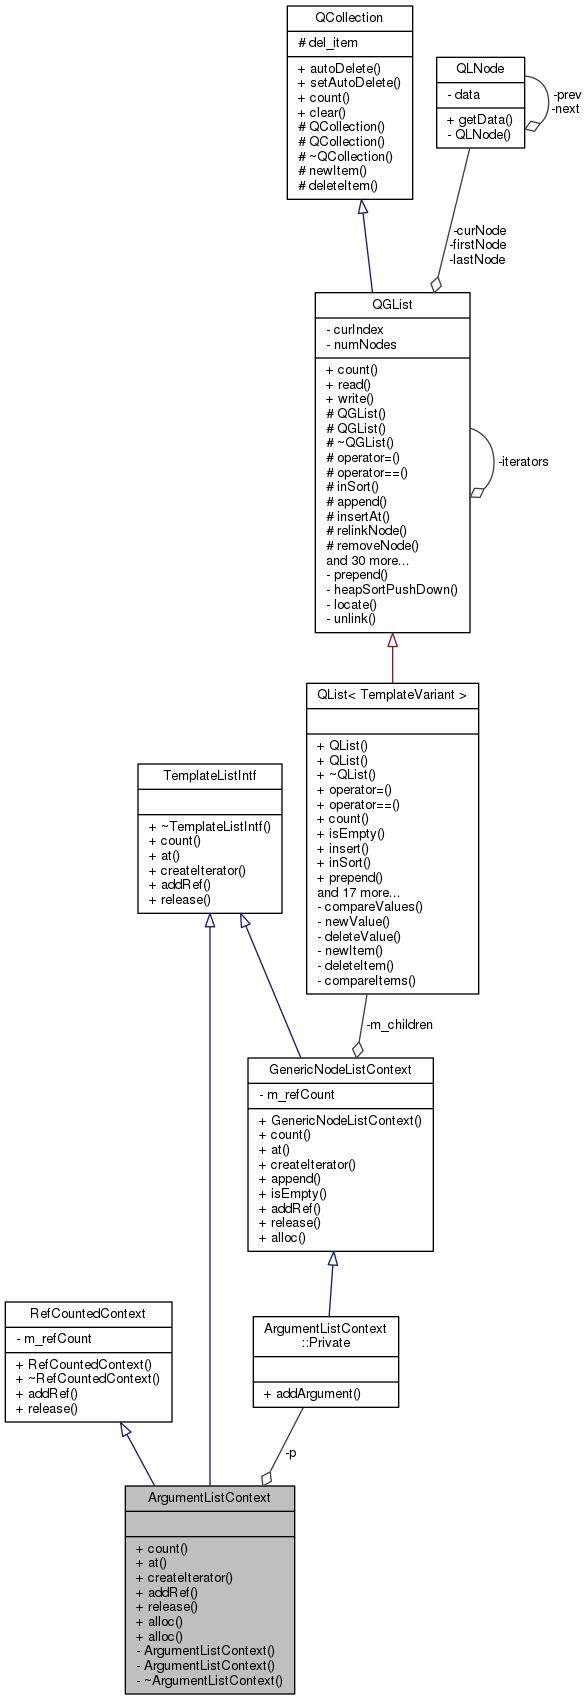 QCollection
# del_item
+ autoDelete()
+ setAutoDelete()
+ count()
+ clear()
# QCollection()
# QCollection()
# ~QCollection()
# newItem()
# deleteItem()
QLNode
- data
+ getData()
- QLNode()
-prev
-next
-curNode
-firstNode
-lastNode
QGList
- curIndex
- numNodes
+ count()
+ read()
+ write()
# QGList()
# QGList()
# ~QGList()
# operator=()
# operator==()
# inSort()
# append()
# insertAt()
# relinkNode()
# removeNode()
and 30 more...
- prepend()
- heapSortPushDown()
- locate()
- unlink()
-iterators
QList< TemplateVariant >
+ QList()
+ QList()
+ ~QList()
+ operator=()
+ operator==()
+ count()
+ isEmpty()
+ insert()
+ inSort()
+ prepend()
and 17 more...
- compareValues()
- newValue()
- deleteValue()
- newItem()
- deleteItem()
- compareItems()
TemplateListIntf
+ ~TemplateListIntf()
+ count()
+ at()
+ createIterator()
+ addRef()
+ release()
-m_children
GenericNodeListContext
- m_refCount
+ GenericNodeListContext()
+ count()
+ at()
+ createIterator()
+ append()
+ isEmpty()
+ addRef()
+ release()
+ alloc()
RefCountedContext
- m_refCount
+ RefCountedContext()
+ ~RefCountedContext()
+ addRef()
+ release()
ArgumentListContext
::Private
+ addArgument()
-p
ArgumentListContext
+ count()
+ at()
+ createIterator()
+ addRef()
+ release()
+ alloc()
+ alloc()
- ArgumentListContext()
- ArgumentListContext()
- ~ArgumentListContext()